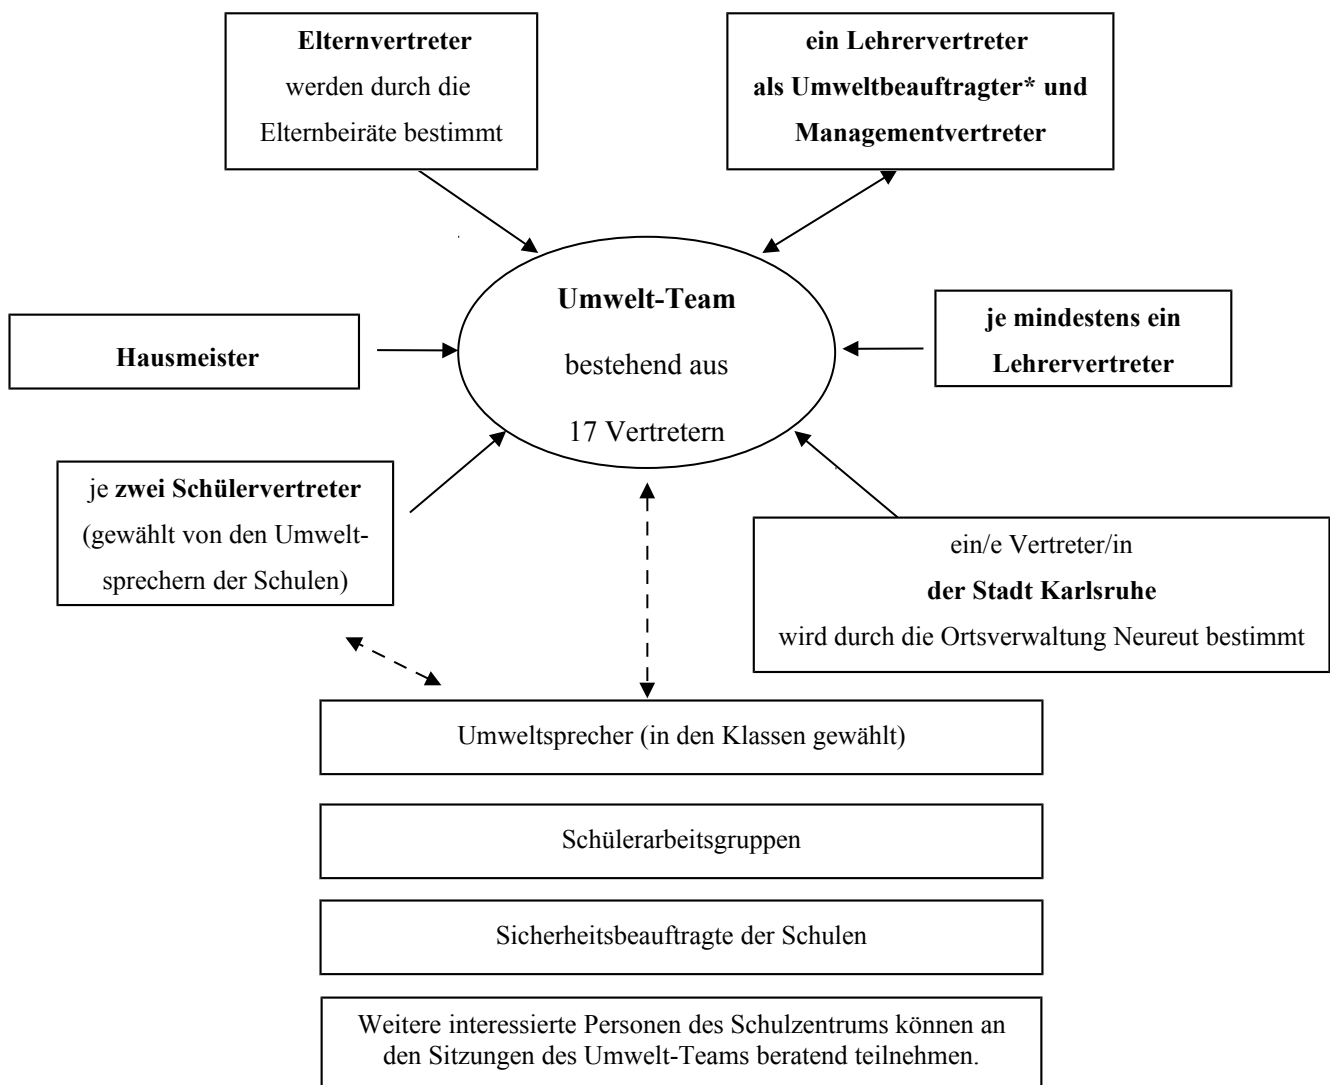 Elternvertreter
werden durch die
Elternbeiräte bestimmt
ein Lehrervertreter
als Umweltbeauftragter* und
Managementvertreter
Umwelt-Team
bestehend aus
17 Vertretern
Hausmeister
je mindestens ein
Lehrervertreter
je zwei Schülervertreter
(gewählt von den Umwelt-
sprechern der Schulen)
ein/e Vertreter/in
der Stadt Karlsruhe
wird durch die Ortsverwaltung Neureut bestimmt
Umweltsprecher (in den Klassen gewählt)
Schülerarbeitsgruppen
Sicherheitsbeauftragte der Schulen
Weitere interessierte Personen des Schulzentrums können an
den Sitzungen des Umwelt-Teams beratend teilnehmen.